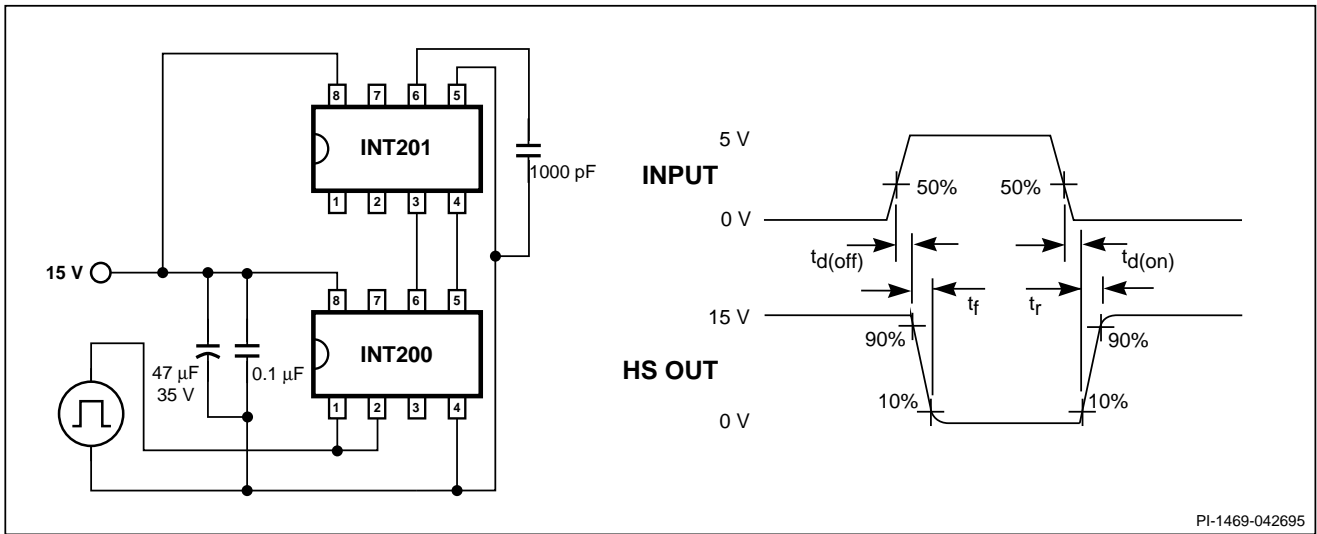 8 7 6 5
INT201
1 2 3 4
1000 pF
15 V
8 7 6 5
INT200
1 2 3 4
47 μF
35 V
0.1 μF
5 V
INPUT
50% 50%
0 V
td(off) td(on)
tf tr
15 V
90% 90%
HS OUT
10% 10%
0 V
PI-1469-042695